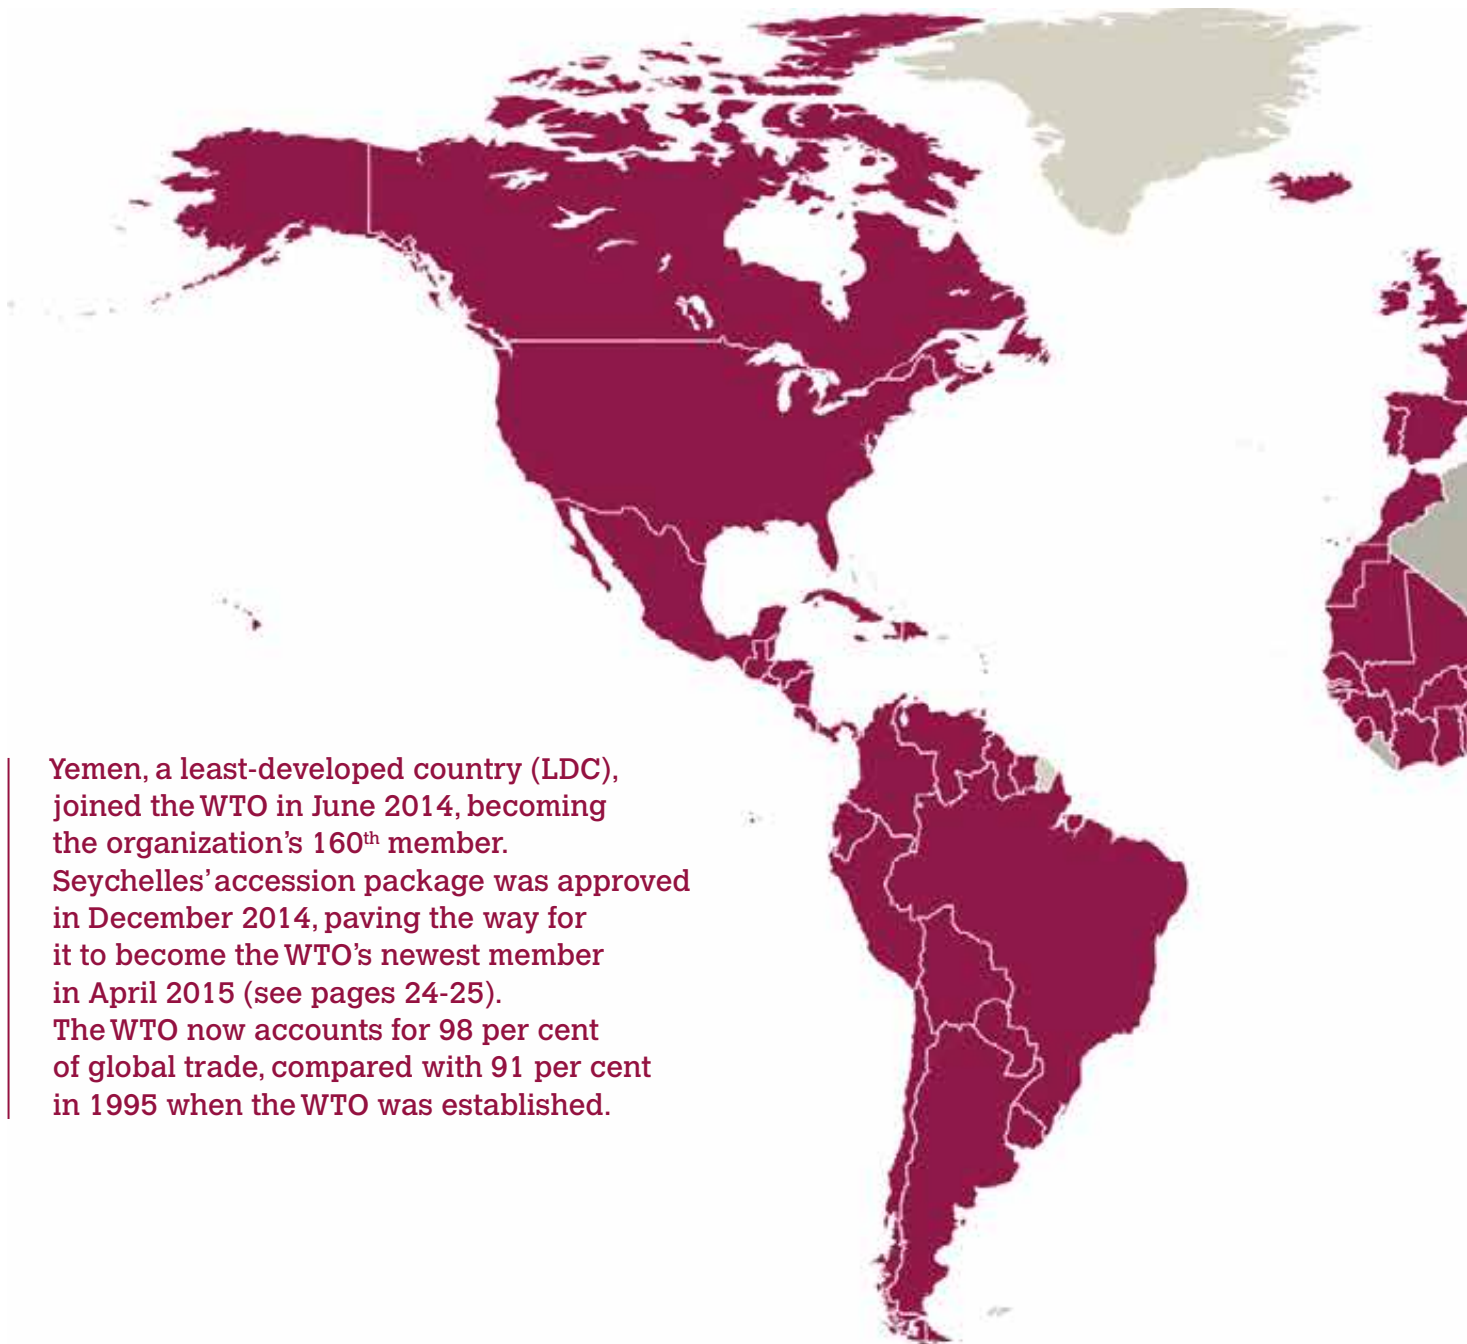 Yemen, a least-developed country (LDC),
joined the WTO in June 2014, becoming
the organization’s 160th member.
Seychelles’ accession package was approved
in December 2014, paving the way for
it to become the WTO’s newest member
in April 2015 (see pages 24-25).
The WTO now accounts for 98 per cent
of global trade, compared with 91 per cent
in 1995 when the WTO was established.